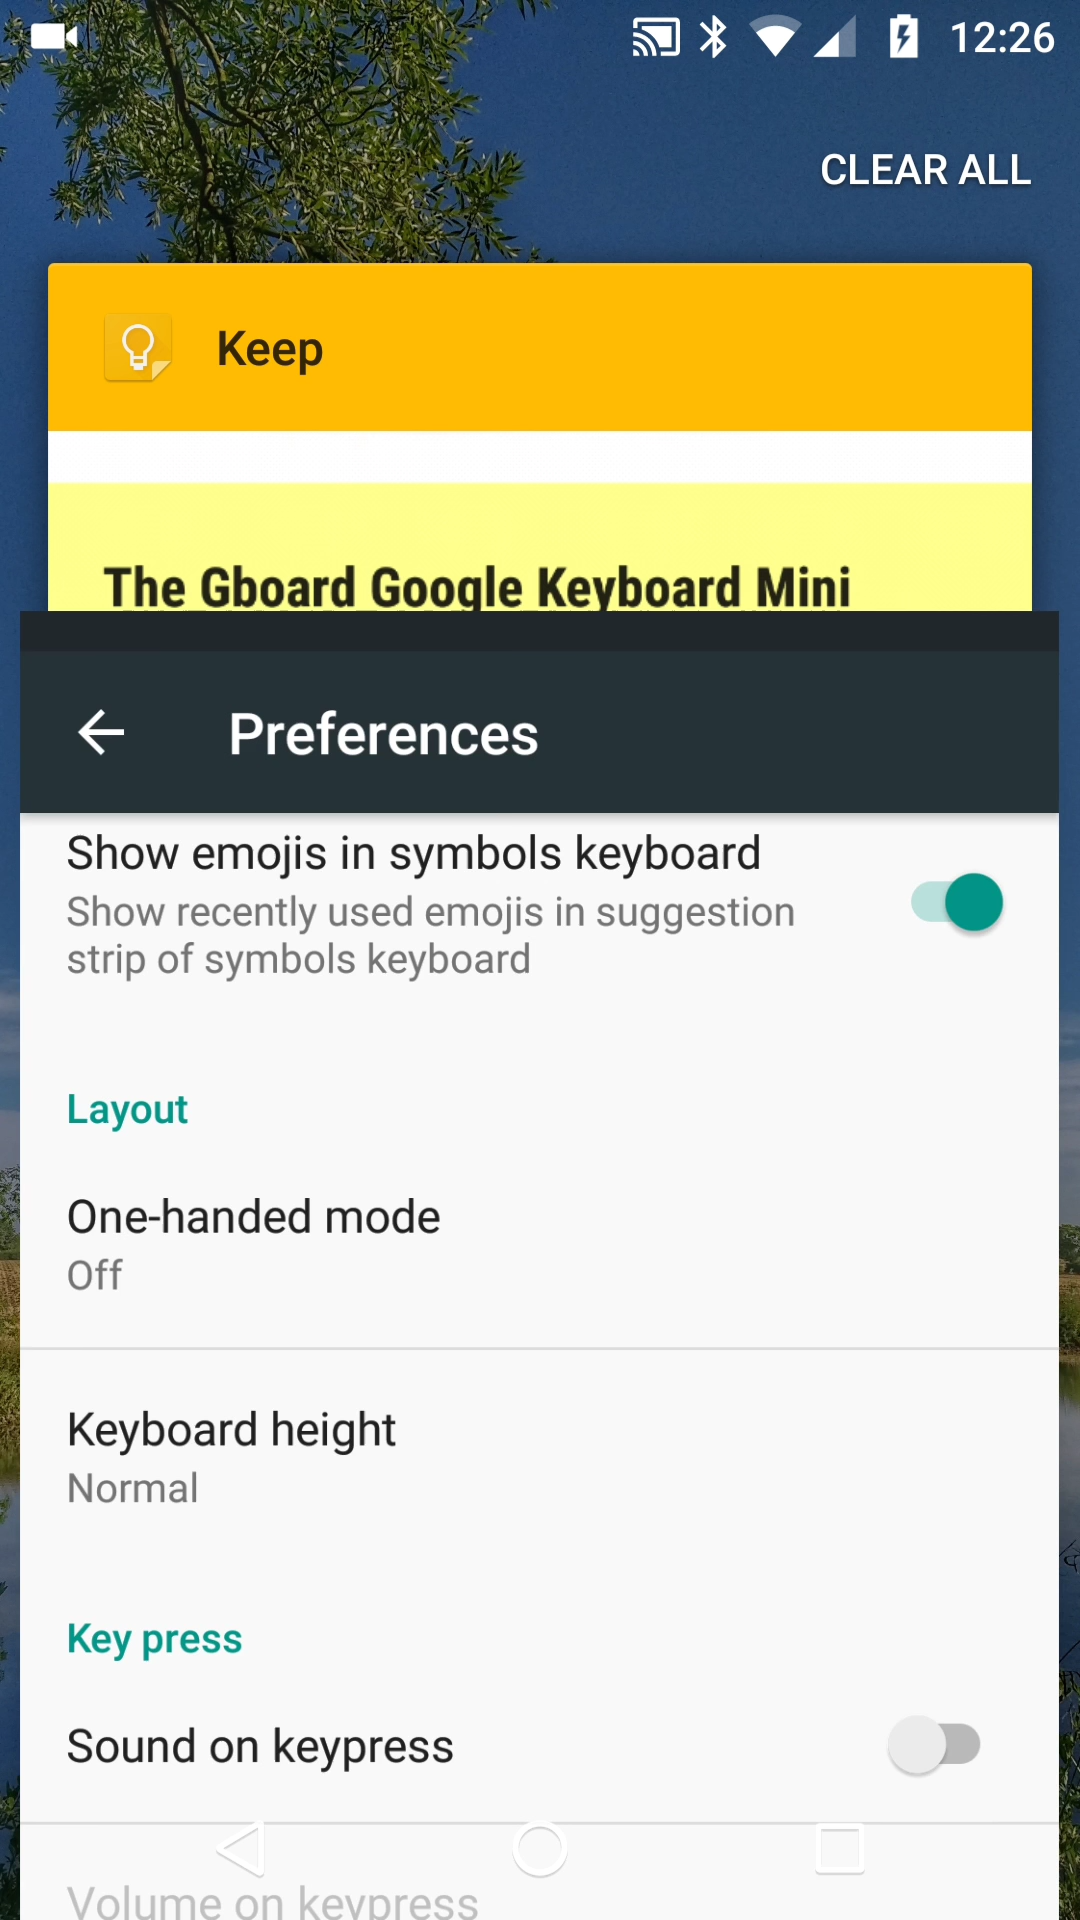 12:26
CLEAR ALL
Keep
The Gboard Google Keyboard Mini
Preferences
Show emojis in symbols keyboard
Show recently used emojis in suggestion
strip of symbols keyboard
Layout
One-handed mode
Off
Keyboard height
Normal
Key press
Sound on keypress
Volume on keypress